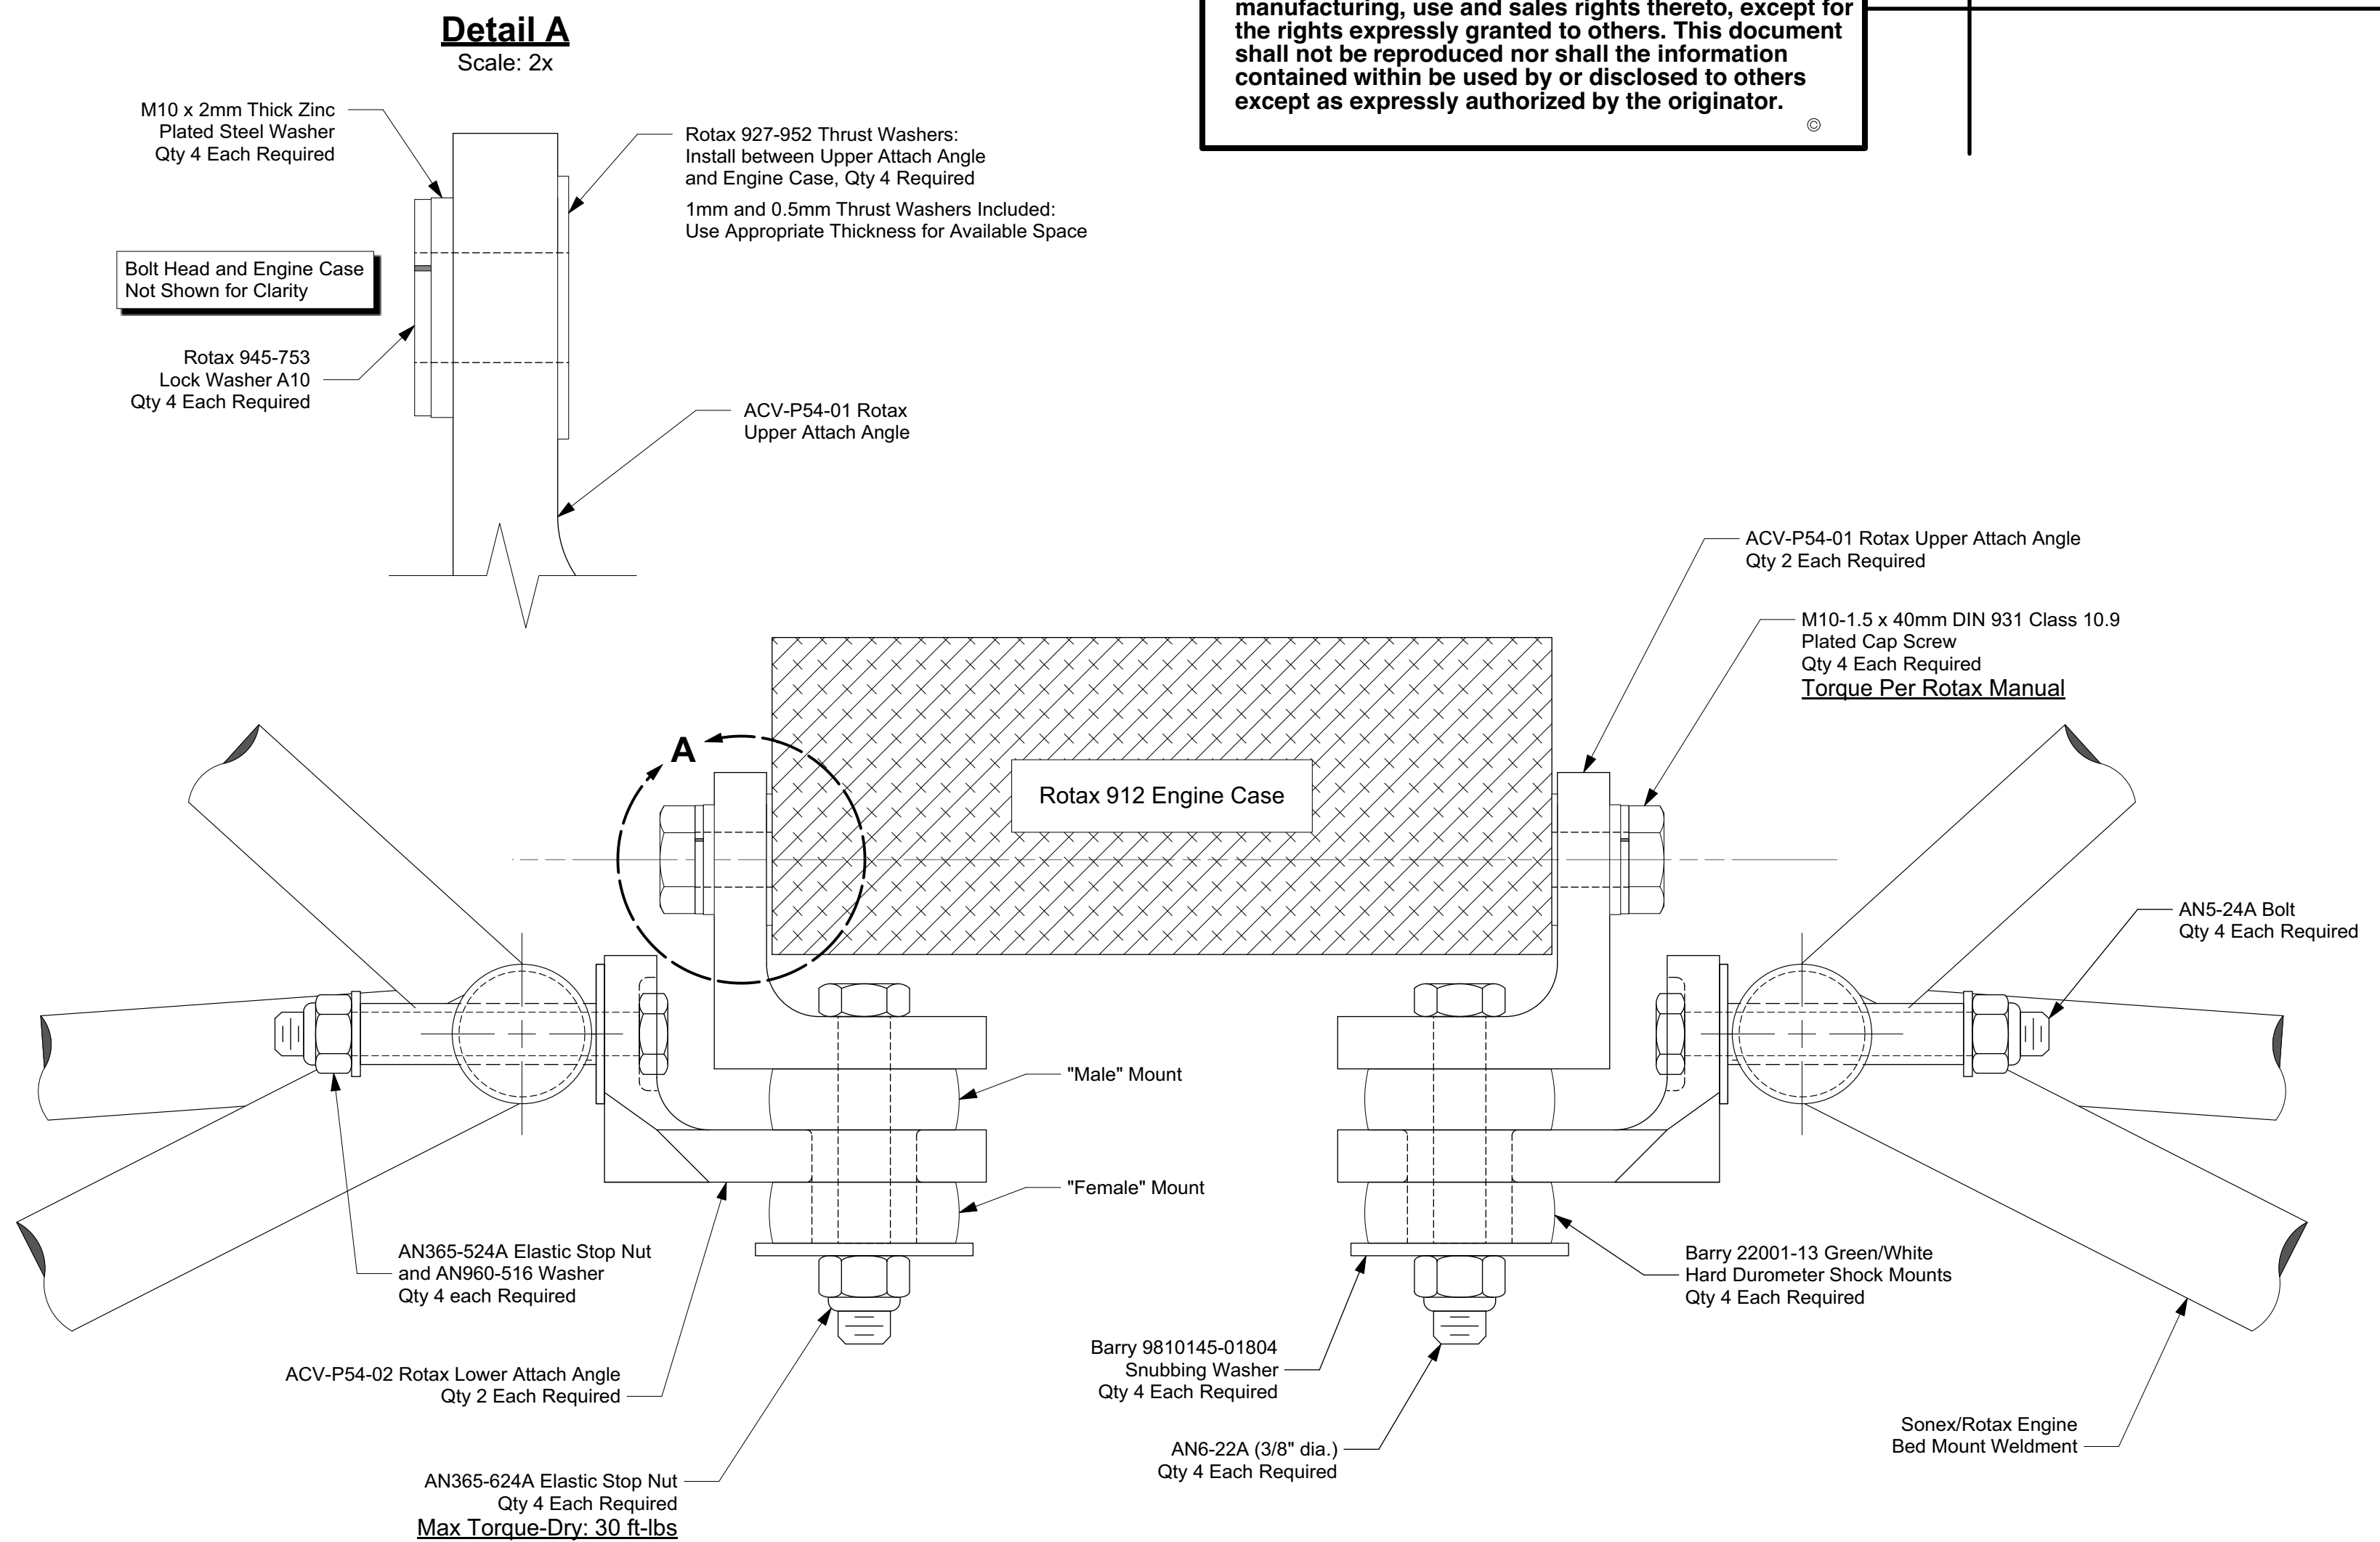 Detail A
Scale: 2x
manufacturing, use and sales rights thereto, except for
the rights expressly granted to others. This document
shall not be reproduced nor shall the information
contained within be used by or disclosed to others
except as expressly authorized by the originator.
©
M10 x 2mm Thick Zinc
Plated Steel Washer
Qty 4 Each Required
Rotax 927-952 Thrust Washers:
Install between Upper Attach Angle
and Engine Case, Qty 4 Required
1mm and 0.5mm Thrust Washers Included:
Use Appropriate Thickness for Available Space
Bolt Head and Engine Case
Not Shown for Clarity
Rotax 945-753
Lock Washer A10
Qty 4 Each Required
ACV-P54-01 Rotax
Upper Attach Angle
ACV-P54-01 Rotax Upper Attach Angle
Qty 2 Each Required
M10-1.5 x 40mm DIN 931 Class 10.9
Plated Cap Screw
Qty 4 Each Required
Torque Per Rotax Manual
A
Rotax 912 Engine Case
AN5-24A Bolt
Qty 4 Each Required
"Male" Mount
"Female" Mount
AN365-524A Elastic Stop Nut
and AN960-516 Washer
Qty 4 each Required
Barry 22001-13 Green/White
Hard Durometer Shock Mounts
Qty 4 Each Required
Barry 9810145-01804
Snubbing Washer
Qty 4 Each Required
ACV-P54-02 Rotax Lower Attach Angle
Qty 2 Each Required
Sonex/Rotax Engine
Bed Mount Weldment
AN6-22A (3/8" dia.)
Qty 4 Each Required
AN365-624A Elastic Stop Nut
Qty 4 Each Required
Max Torque-Dry: 30 ft-lbs